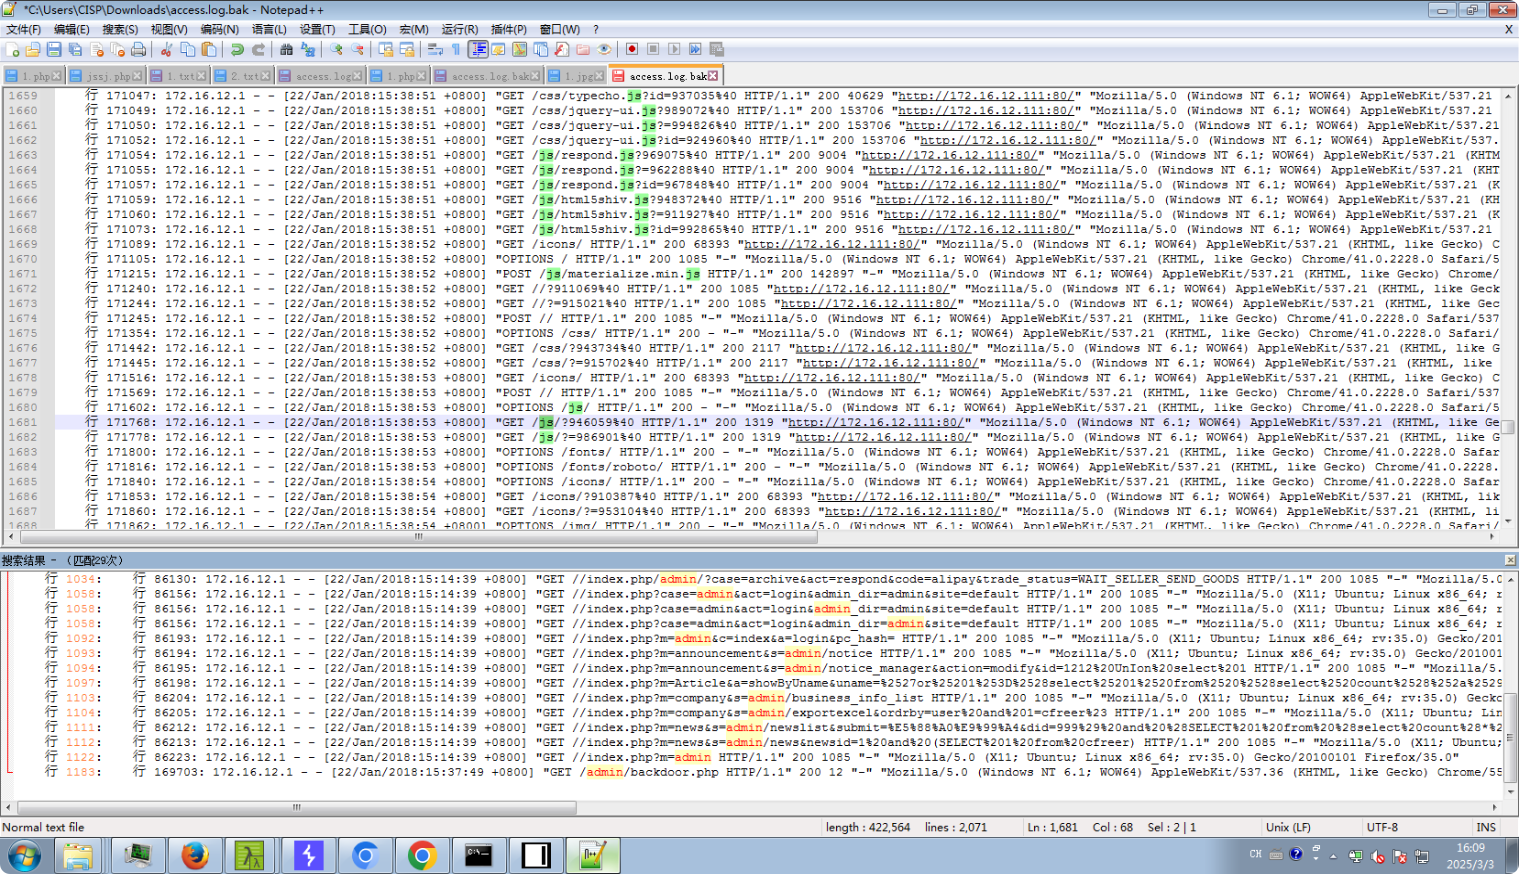 *C:\Users\CISP\Downloads\access.log.bak - Notepad++
文件(F) 编辑(E) 搜索(S) 视图(V) 编码(N) 语言(L) 设置(T) 工具(O) 宏(M) 运行(R) 插件(P) 窗口(W) ? X
1.php jssj.php 1.txt 2.txt access.log 1.php access.log.bak 1.jpg access.log.bak
1659 行 171047: 172.16.12.1 - - [22/Jan/2018:15:38:51 +0800] "GET /css/typecho.js?id=937035%40 HTTP/1.1" 200 40629 "http://172.16.12.111:80/" "Mozilla/5.0 (Windows NT 6.1; WOW64) AppleWebKit/537.21
1660 行 171049: 172.16.12.1 - - [22/Jan/2018:15:38:51 +0800] "GET /css/jquery-ui.js?989072%40 HTTP/1.1" 200 153706 "http://172.16.12.111:80/" "Mozilla/5.0 (Windows NT 6.1; WOW64) AppleWebKit/537.21
1661 行 171050: 172.16.12.1 - - [22/Jan/2018:15:38:51 +0800] "GET /css/jquery-ui.js?=994826%40 HTTP/1.1" 200 153706 "http://172.16.12.111:80/" "Mozilla/5.0 (Windows NT 6.1; WOW64) AppleWebKit/537.21
1662 行 171052: 172.16.12.1 - - [22/Jan/2018:15:38:51 +0800] "GET /css/jquery-ui.js?id=924960%40 HTTP/1.1" 200 153706 "http://172.16.12.111:80/" "Mozilla/5.0 (Windows NT 6.1; WOW64) AppleWebKit/537
1663 行 171054: 172.16.12.1 - - [22/Jan/2018:15:38:51 +0800] "GET /js/respond.js?969075%40 HTTP/1.1" 200 9004 "http://172.16.12.111:80/" "Mozilla/5.0 (Windows NT 6.1; WOW64) AppleWebKit/537.21 (KHTM
1664 行 171055: 172.16.12.1 - - [22/Jan/2018:15:38:51 +0800] "GET /js/respond.js?=962288%40 HTTP/1.1" 200 9004 "http://172.16.12.111:80/" "Mozilla/5.0 (Windows NT 6.1; WOW64) AppleWebKit/537.21 (KHT
1665 行 171057: 172.16.12.1 - - [22/Jan/2018:15:38:51 +0800] "GET /js/respond.js?id=967848%40 HTTP/1.1" 200 9004 "http://172.16.12.111:80/" "Mozilla/5.0 (Windows NT 6.1; WOW64) AppleWebKit/537.21 (K
1666 行 171059: 172.16.12.1 - - [22/Jan/2018:15:38:51 +0800] "GET /js/html5shiv.js?948372%40 HTTP/1.1" 200 9516 "http://172.16.12.111:80/" "Mozilla/5.0 (Windows NT 6.1; WOW64) AppleWebKit/537.21 (KH
1667 行 171060: 172.16.12.1 - - [22/Jan/2018:15:38:51 +0800] "GET /js/html5shiv.js?=911927%40 HTTP/1.1" 200 9516 "http://172.16.12.111:80/" "Mozilla/5.0 (Windows NT 6.1; WOW64) AppleWebKit/537.21 (K
1668 行 171073: 172.16.12.1 - - [22/Jan/2018:15:38:51 +0800] "GET /js/html5shiv.js?id=992865%40 HTTP/1.1" 200 9516 "http://172.16.12.111:80/" "Mozilla/5.0 (Windows NT 6.1; WOW64) AppleWebKit/537.21
1669 行 171089: 172.16.12.1 - - [22/Jan/2018:15:38:52 +0800] "GET /icons/ HTTP/1.1" 200 68393 "http://172.16.12.111:80/" "Mozilla/5.0 (Windows NT 6.1; WOW64) AppleWebKit/537.21 (KHTML, like Gecko) C
1670 行 171105: 172.16.12.1 - - [22/Jan/2018:15:38:52 +0800] "OPTIONS / HTTP/1.1" 200 1085 "-" "Mozilla/5.0 (Windows NT 6.1; WOW64) AppleWebKit/537.21 (KHTML, like Gecko) Chrome/41.0.2228.0 Safari/5
1671 行 171215: 172.16.12.1 - - [22/Jan/2018:15:38:52 +0800] "POST /js/materialize.min.js HTTP/1.1" 200 142897 "-" "Mozilla/5.0 (Windows NT 6.1; WOW64) AppleWebKit/537.21 (KHTML, like Gecko) Chrome/
1672 行 171240: 172.16.12.1 - - [22/Jan/2018:15:38:52 +0800] "GET //?911069%40 HTTP/1.1" 200 1085 "http://172.16.12.111:80/" "Mozilla/5.0 (Windows NT 6.1; WOW64) AppleWebKit/537.21 (KHTML, like Geck
1673 行 171244: 172.16.12.1 - - [22/Jan/2018:15:38:52 +0800] "GET //?=915021%40 HTTP/1.1" 200 1085 "http://172.16.12.111:80/" "Mozilla/5.0 (Windows NT 6.1; WOW64) AppleWebKit/537.21 (KHTML, like Gec
1674 行 171245: 172.16.12.1 - - [22/Jan/2018:15:38:52 +0800] "POST // HTTP/1.1" 200 1085 "-" "Mozilla/5.0 (Windows NT 6.1; WOW64) AppleWebKit/537.21 (KHTML, like Gecko) Chrome/41.0.2228.0 Safari/537
1675 行 171354: 172.16.12.1 - - [22/Jan/2018:15:38:52 +0800] "OPTIONS /css/ HTTP/1.1" 200 - "-" "Mozilla/5.0 (Windows NT 6.1; WOW64) AppleWebKit/537.21 (KHTML, like Gecko) Chrome/41.0.2228.0 Safari/
1676 行 171442: 172.16.12.1 - - [22/Jan/2018:15:38:52 +0800] "GET /css/?943734%40 HTTP/1.1" 200 2117 "http://172.16.12.111:80/" "Mozilla/5.0 (Windows NT 6.1; WOW64) AppleWebKit/537.21 (KHTML, like G
1677 行 171445: 172.16.12.1 - - [22/Jan/2018:15:38:53 +0800] "GET /css/?=915702%40 HTTP/1.1" 200 2117 "http://172.16.12.111:80/" "Mozilla/5.0 (Windows NT 6.1; WOW64) AppleWebKit/537.21 (KHTML, like
1678 行 171516: 172.16.12.1 - - [22/Jan/2018:15:38:53 +0800] "GET /icons/ HTTP/1.1" 200 68393 "http://172.16.12.111:80/" "Mozilla/5.0 (Windows NT 6.1; WOW64) AppleWebKit/537.21 (KHTML, like Gecko) C
1679 行 171569: 172.16.12.1 - - [22/Jan/2018:15:38:53 +0800] "POST // HTTP/1.1" 200 1085 "-" "Mozilla/5.0 (Windows NT 6.1; WOW64) AppleWebKit/537.21 (KHTML, like Gecko) Chrome/41.0.2228.0 Safari/537
1680 行 171602: 172.16.12.1 - - [22/Jan/2018:15:38:53 +0800] "OPTIONS /js/ HTTP/1.1" 200 - "-" "Mozilla/5.0 (Windows NT 6.1; WOW64) AppleWebKit/537.21 (KHTML, like Gecko) Chrome/41.0.2228.0 Safari/5
1681 行 171768: 172.16.12.1 - - [22/Jan/2018:15:38:53 +0800] "GET /js/?946059%40 HTTP/1.1" 200 1319 "http://172.16.12.111:80/" "Mozilla/5.0 (Windows NT 6.1; WOW64) AppleWebKit/537.21 (KHTML, like Ge
1682 行 171778: 172.16.12.1 - - [22/Jan/2018:15:38:53 +0800] "GET /js/?=986901%40 HTTP/1.1" 200 1319 "http://172.16.12.111:80/" "Mozilla/5.0 (Windows NT 6.1; WOW64) AppleWebKit/537.21 (KHTML, like G
1683 行 171800: 172.16.12.1 - - [22/Jan/2018:15:38:53 +0800] "OPTIONS /fonts/ HTTP/1.1" 200 - "-" "Mozilla/5.0 (Windows NT 6.1; WOW64) AppleWebKit/537.21 (KHTML, like Gecko) Chrome/41.0.2228.0 Safar
1684 行 171816: 172.16.12.1 - - [22/Jan/2018:15:38:53 +0800] "OPTIONS /fonts/roboto/ HTTP/1.1" 200 - "-" "Mozilla/5.0 (Windows NT 6.1; WOW64) AppleWebKit/537.21 (KHTML, like Gecko) Chrome/41.0.2228.
1685 行 171840: 172.16.12.1 - - [22/Jan/2018:15:38:54 +0800] "OPTIONS /icons/ HTTP/1.1" 200 - "-" "Mozilla/5.0 (Windows NT 6.1; WOW64) AppleWebKit/537.21 (KHTML, like Gecko) Chrome/41.0.2228.0 Safar
1686 行 171853: 172.16.12.1 - - [22/Jan/2018:15:38:54 +0800] "GET /icons/?910387%40 HTTP/1.1" 200 68393 "http://172.16.12.111:80/" "Mozilla/5.0 (Windows NT 6.1; WOW64) AppleWebKit/537.21 (KHTML, lik
1687 行 171860: 172.16.12.1 - - [22/Jan/2018:15:38:54 +0800] "GET /icons/?=953104%40 HTTP/1.1" 200 68393 "http://172.16.12.111:80/" "Mozilla/5.0 (Windows NT 6.1; WOW64) AppleWebKit/537.21 (KHTML, li
1688 行 171862: 172.16.12.1 - - [22/Jan/2018:15:38:54 +0800] "OPTIONS /img/ HTTP/1.1" 200 - "-" "Mozilla/5.0 (Windows NT 6.1; WOW64) AppleWebKit/537.21 (KHTML, like Gecko) Chrome/41.0.2228.0 Safari/
搜索结果 - （匹配29次）
行 1034: 行 86130: 172.16.12.1 - - [22/Jan/2018:15:14:39 +0800] "GET //index.php/admin/?case=archive&act=respond&code=alipay&trade_status=WAIT_SELLER_SEND_GOODS HTTP/1.1" 200 1085 "-" "Mozilla/5.0
行 1058: 行 86156: 172.16.12.1 - - [22/Jan/2018:15:14:39 +0800] "GET //index.php?case=admin&act=login&admin_dir=admin&site=default HTTP/1.1" 200 1085 "-" "Mozilla/5.0 (X11; Ubuntu; Linux x86_64; r
行 1058: 行 86156: 172.16.12.1 - - [22/Jan/2018:15:14:39 +0800] "GET //index.php?case=admin&act=login&admin_dir=admin&site=default HTTP/1.1" 200 1085 "-" "Mozilla/5.0 (X11; Ubuntu; Linux x86_64; r
行 1058: 行 86156: 172.16.12.1 - - [22/Jan/2018:15:14:39 +0800] "GET //index.php?case=admin&act=login&admin_dir=admin&site=default HTTP/1.1" 200 1085 "-" "Mozilla/5.0 (X11; Ubuntu; Linux x86_64; r
行 1092: 行 86193: 172.16.12.1 - - [22/Jan/2018:15:14:39 +0800] "GET //index.php?m=admin&c=index&a=login&pc_hash= HTTP/1.1" 200 1085 "-" "Mozilla/5.0 (X11; Ubuntu; Linux x86_64; rv:35.0) Gecko/2010
行 1093: 行 86194: 172.16.12.1 - - [22/Jan/2018:15:14:39 +0800] "GET //index.php?m=announcement&s=admin/notice HTTP/1.1" 200 1085 "-" "Mozilla/5.0 (X11; Ubuntu; Linux x86_64; rv:35.0) Gecko/2010010
行 1094: 行 86195: 172.16.12.1 - - [22/Jan/2018:15:14:39 +0800] "GET //index.php?m=announcement&s=admin/notice_manager&action=modify&id=1212%20UnIon%20select%201 HTTP/1.1" 200 1085 "-" "Mozilla/5.
行 1097: 行 86198: 172.16.12.1 - - [22/Jan/2018:15:14:39 +0800] "GET //index.php?m=Article&a=showByUname&uname=%2527or%25201%253D%2528select%25201%2520from%2520%2528select%2520count%2528%252a%2529
行 1103: 行 86204: 172.16.12.1 - - [22/Jan/2018:15:14:39 +0800] "GET //index.php?m=company&s=admin/business_info_list HTTP/1.1" 200 1085 "-" "Mozilla/5.0 (X11; Ubuntu; Linux x86_64; rv:35.0) Gecko
行 1104: 行 86205: 172.16.12.1 - - [22/Jan/2018:15:14:39 +0800] "GET //index.php?m=company&s=admin/exportexcel&ordrby=user%20and%201=cfreer%23 HTTP/1.1" 200 1085 "-" "Mozilla/5.0 (X11; Ubuntu; Lin
行 1111: 行 86212: 172.16.12.1 - - [22/Jan/2018:15:14:39 +0800] "GET //index.php?m=news&s=admin/newslist&submit=%E5%88%A0%E9%99%A4&did=999%29%20and%20%28SELECT%201%20from%20%28select%20count%28*%2
行 1112: 行 86213: 172.16.12.1 - - [22/Jan/2018:15:14:39 +0800] "GET //index.php?m=news&s=admin/news&newsid=1%20and%20(SELECT%201%20from%20cfreer) HTTP/1.1" 200 1085 "-" "Mozilla/5.0 (X11; Ubuntu;
行 1122: 行 86223: 172.16.12.1 - - [22/Jan/2018:15:14:39 +0800] "GET //index.php?m=admin HTTP/1.1" 200 1085 "-" "Mozilla/5.0 (X11; Ubuntu; Linux x86_64; rv:35.0) Gecko/20100101 Firefox/35.0"
行 1183: 行 169703: 172.16.12.1 - - [22/Jan/2018:15:37:49 +0800] "GET /admin/backdoor.php HTTP/1.1" 200 12 "-" "Mozilla/5.0 (Windows NT 6.1; WOW64) AppleWebKit/537.36 (KHTML, like Gecko) Chrome/55
Normal text file length : 422,564 lines : 2,071 Ln : 1,681 Col : 68 Sel : 2 | 1 Unix (LF) UTF-8 INS
CH 16:09
2025/3/3